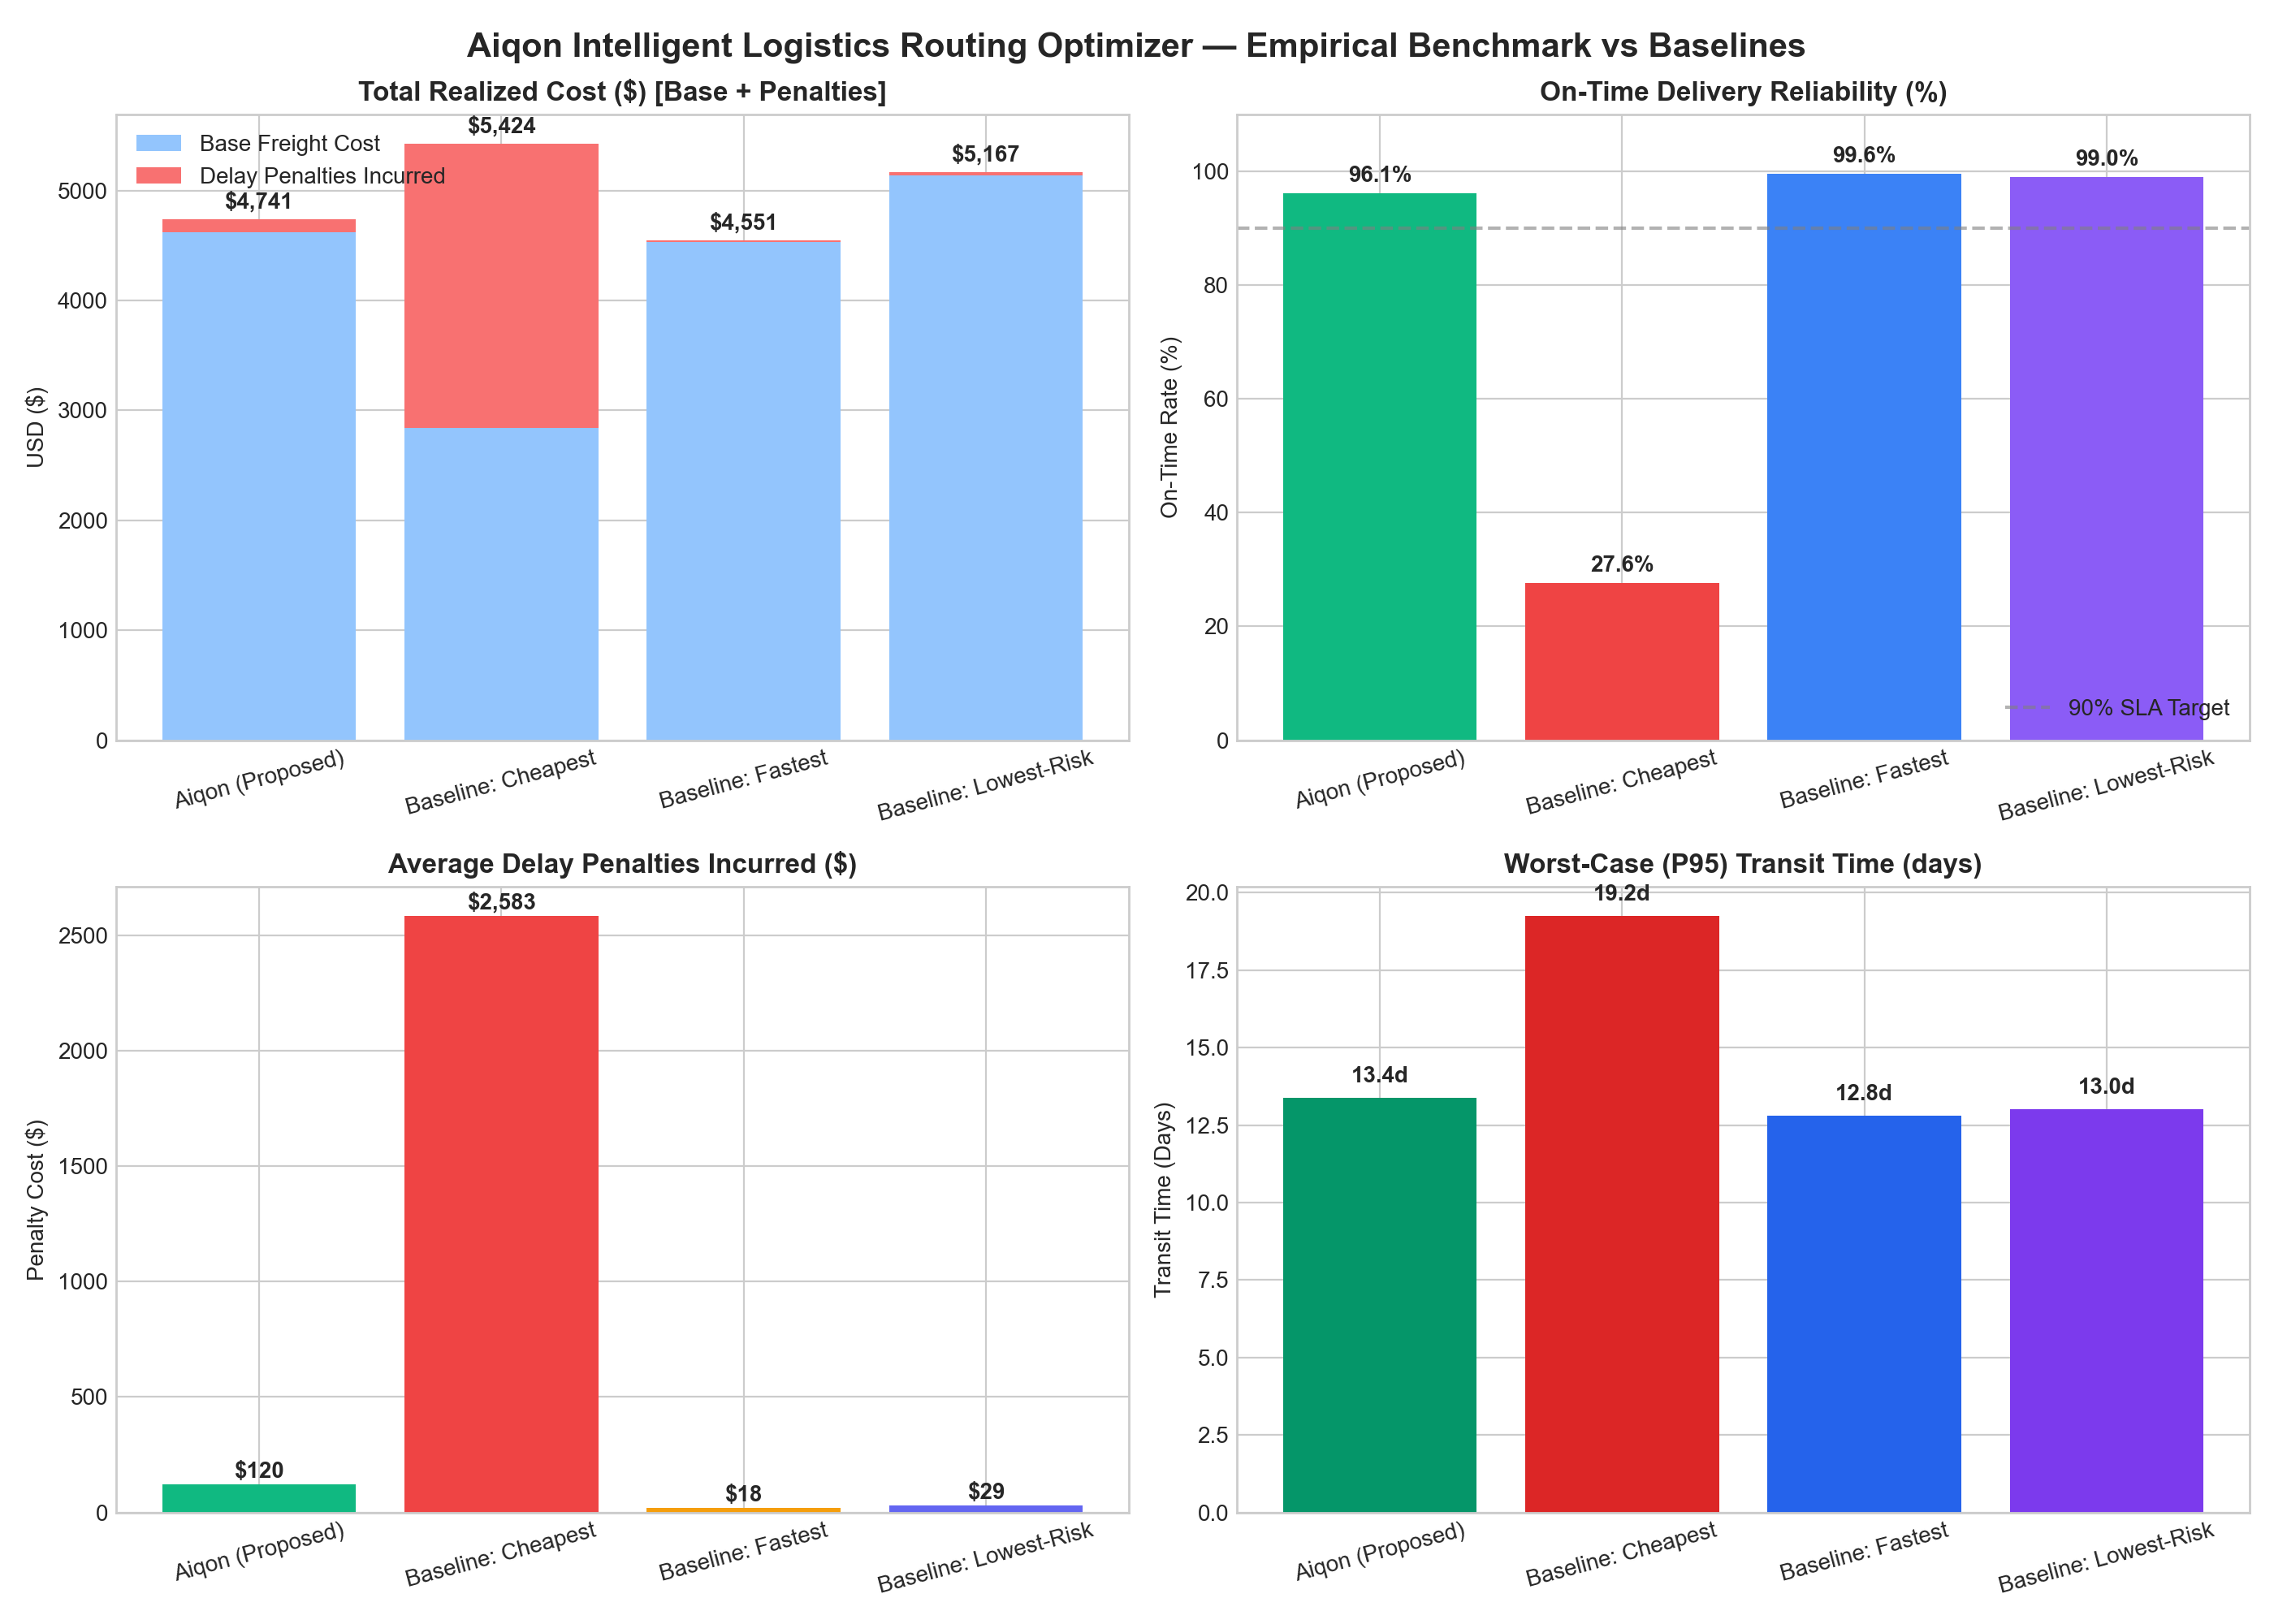 Aiqon Intelligent Logistics Routing Optimizer — Empirical Benchmark vs Baselines
Total Realized Cost ($) [Base + Penalties]
Base Freight Cost
Delay Penalties Incurred
$4,741
$5,424
$4,551
$5,167
USD ($)
5000
4000
3000
2000
1000
0
Aiqon (Proposed)
Baseline: Cheapest
Baseline: Fastest
Baseline: Lowest-Risk
On-Time Delivery Reliability (%)
96.1%
27.6%
99.6%
99.0%
On-Time Rate (%)
100
80
60
40
20
0
90% SLA Target
Aiqon (Proposed)
Baseline: Cheapest
Baseline: Fastest
Baseline: Lowest-Risk
Average Delay Penalties Incurred ($)
$120
$2,583
$18
$29
Penalty Cost ($)
2500
2000
1500
1000
500
0
Aiqon (Proposed)
Baseline: Cheapest
Baseline: Fastest
Baseline: Lowest-Risk
Worst-Case (P95) Transit Time (days)
13.4d
19.2d
12.8d
13.0d
Transit Time (Days)
20.0
17.5
15.0
12.5
10.0
7.5
5.0
2.5
0.0
Aiqon (Proposed)
Baseline: Cheapest
Baseline: Fastest
Baseline: Lowest-Risk